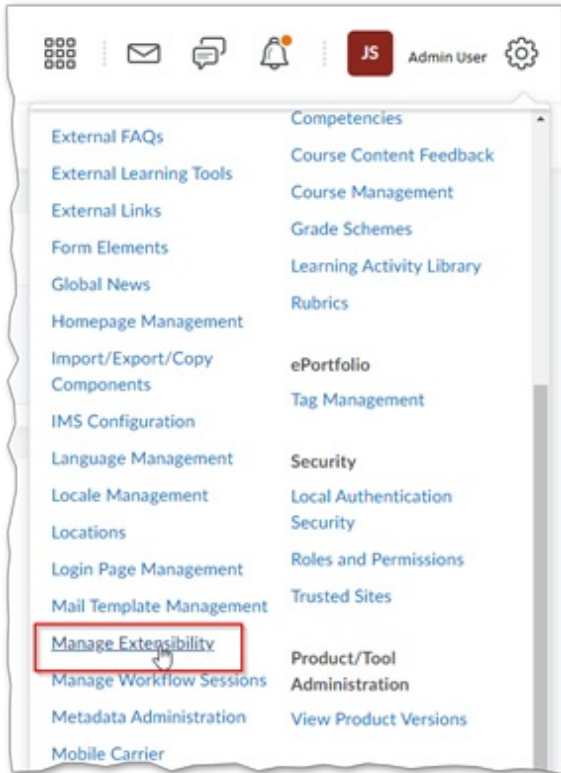 JS Admin User
External FAQs
External Learning Tools
External Links
Form Elements
Global News
Homepage Management
Import/Export/Copy
Components
IMS Configuration
Language Management
Locale Management
Locations
Login Page Management
Mail Template Management
Manage Extensibility
Manage Workflow Sessions
Metadata Administration
Mobile Carrier
Competencies
Course Content Feedback
Course Management
Grade Schemes
Learning Activity Library
Rubrics
ePortfolio
Tag Management
Security
Local Authentication
Security
Roles and Permissions
Trusted Sites
Product/Tool
Administration
View Product Versions